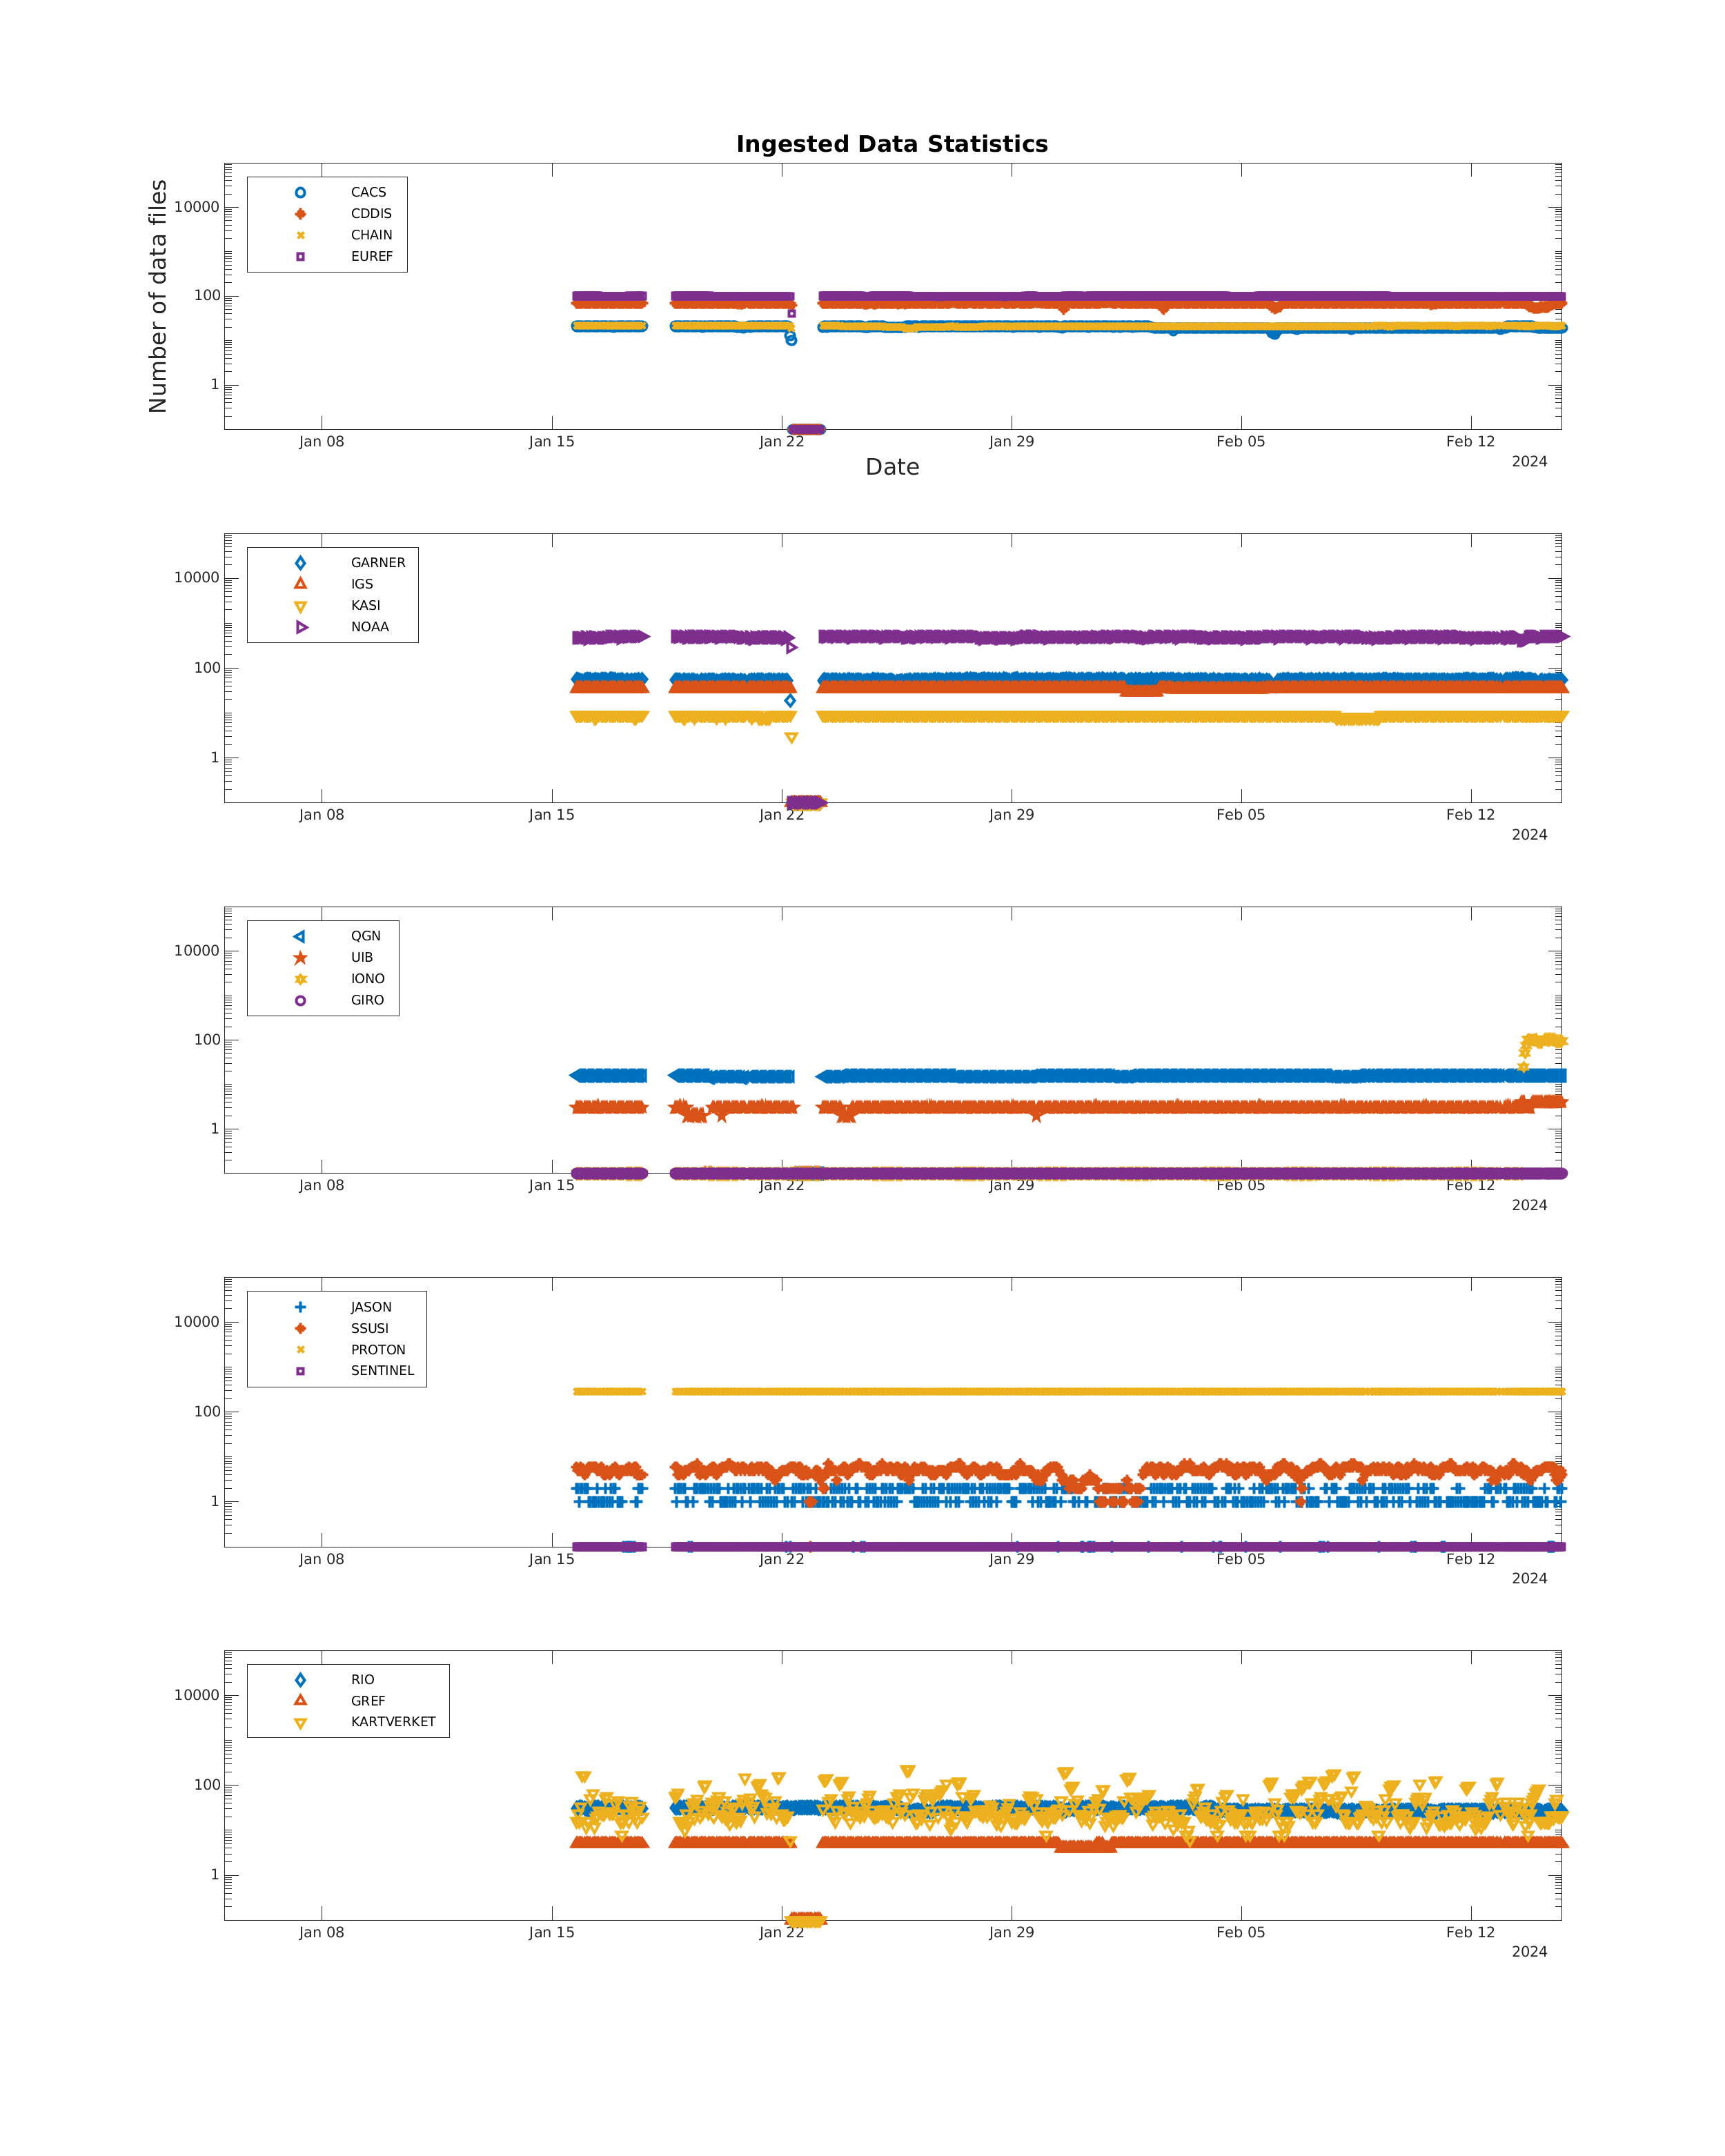 Ingested Data Statistics
Number of data files
10000
100
1
CACS
CDDIS
CHAIN
EUREF
Jan 08 Jan 15 Jan 22 Jan 29 Feb 05 Feb 12
2024
Date
10000
100
1
GARNER
IGS
KASI
NOAA
Jan 08 Jan 15 Jan 22 Jan 29 Feb 05 Feb 12
2024
10000
100
1
QGN
UIB
IONO
GIRO
Jan 08 Jan 15 Jan 22 Jan 29 Feb 05 Feb 12
2024
10000
100
1
JASON
SSUSI
PROTON
SENTINEL
Jan 08 Jan 15 Jan 22 Jan 29 Feb 05 Feb 12
2024
10000
100
1
RIO
GREF
KARTVERKET
Jan 08 Jan 15 Jan 22 Jan 29 Feb 05 Feb 12
2024